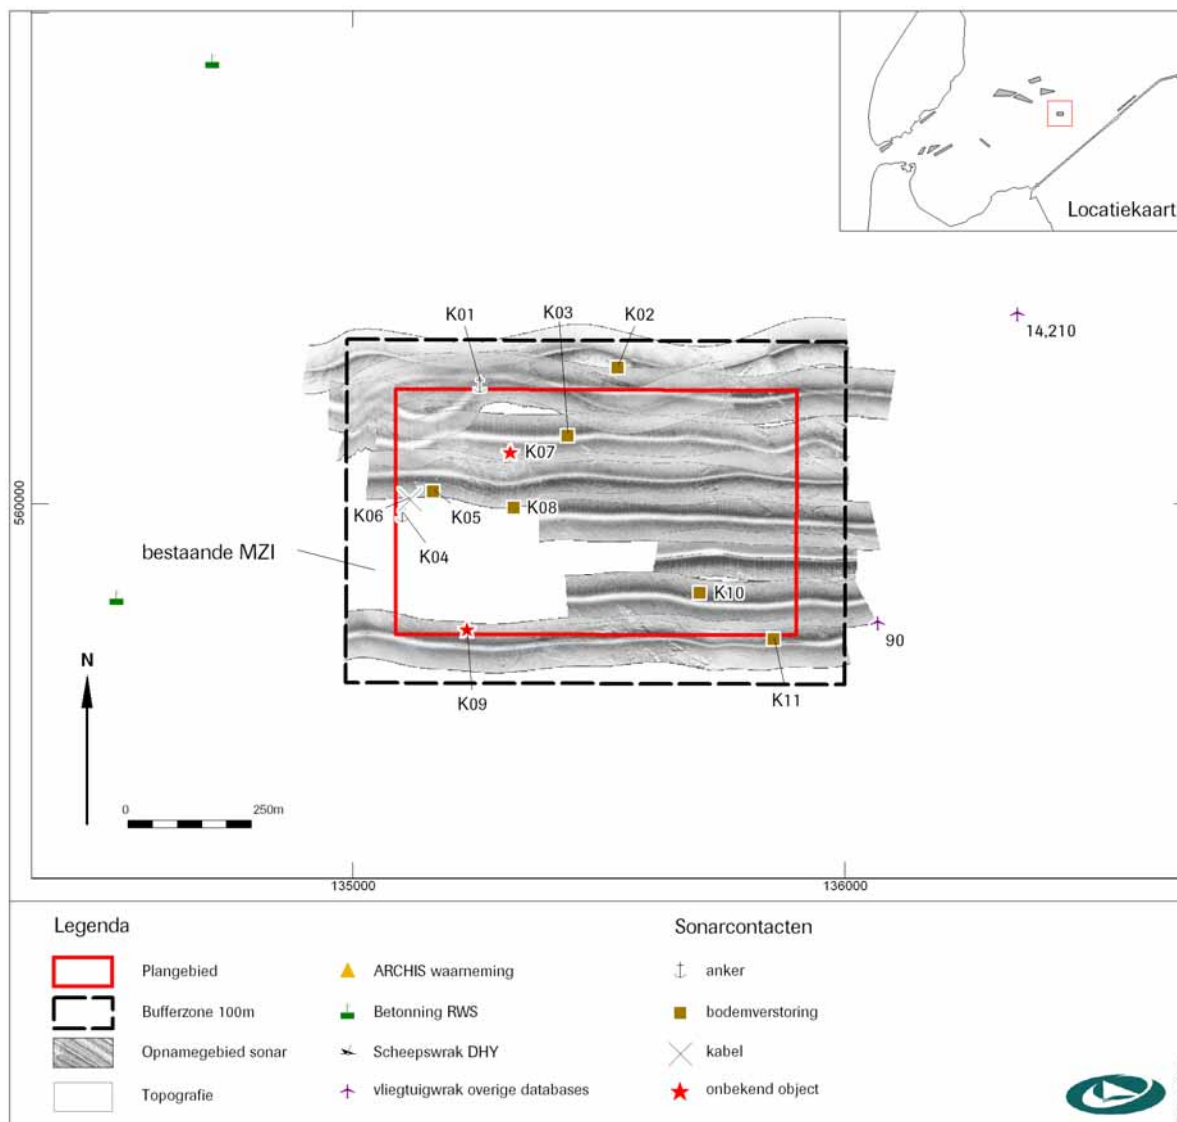 Locatiekaart
K01
K03
K02
14,210
K07
K06
K05
K08
K04
560000
bestaande MZI
K10
90
K09
K11
N
0
250m
135000
136000
Legenda
Sonarcontacten
Plangebied
ARCHIS waarneming
anker
Bufferzone 100m
Betonning RWS
bodemverstoring
Opnamegebied sonar
Scheepswrak DHY
kabel
Topografie
vliegtuigwrak overige databases
onbekend object